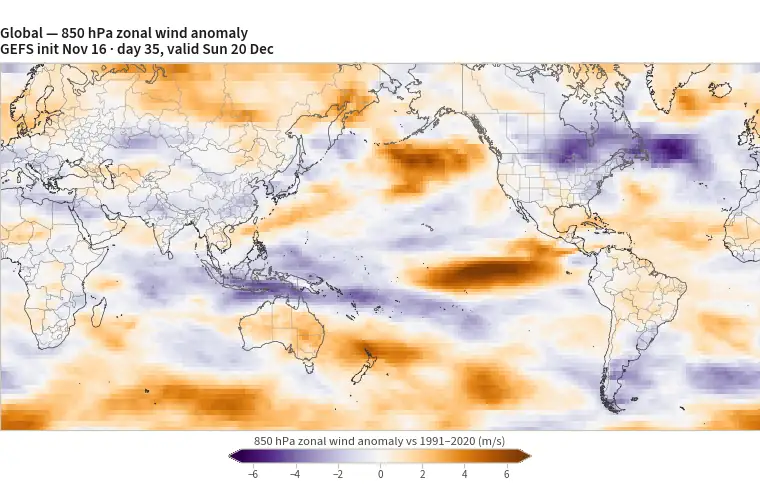 Global — 850 hPa zonal wind anomaly
GEFS init Nov 16 · day 35, valid Sun 20 Dec
850 hPa zonal wind anomaly vs 1991–2020 (m/s)
−6 −4 −2 0 2 4 6